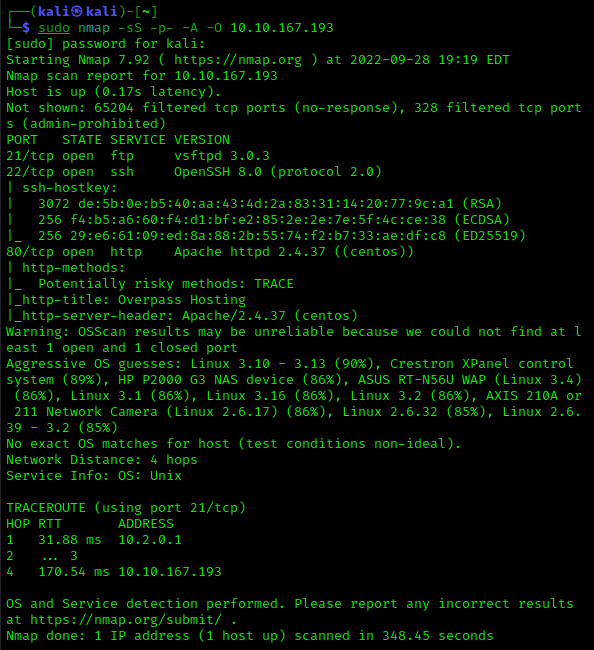 ┌──(kali㉿kali)-[~]
└─$ sudo nmap -sS -p- -A -O 10.10.167.193
[sudo] password for kali:
Starting Nmap 7.92 ( https://nmap.org ) at 2022-09-28 19:19 EDT
Nmap scan report for 10.10.167.193
Host is up (0.17s latency).
Not shown: 65204 filtered tcp ports (no-response), 328 filtered tcp port
s (admin-prohibited)
PORT   STATE SERVICE VERSION
21/tcp open  ftp     vsftpd 3.0.3
22/tcp open  ssh     OpenSSH 8.0 (protocol 2.0)
| ssh-hostkey:
|   3072 de:5b:0e:b5:40:aa:43:4d:2a:83:31:14:20:77:9c:a1 (RSA)
|   256 f4:b5:a6:60:f4:d1:bf:e2:85:2e:2e:7e:5f:4c:ce:38 (ECDSA)
|_  256 29:e6:61:09:ed:8a:88:2b:55:74:f2:b7:33:ae:df:c8 (ED25519)
80/tcp open  http    Apache httpd 2.4.37 ((centos))
| http-methods:
|_  Potentially risky methods: TRACE
|_http-title: Overpass Hosting
|_http-server-header: Apache/2.4.37 (centos)
Warning: OSScan results may be unreliable because we could not find at l
east 1 open and 1 closed port
Aggressive OS guesses: Linux 3.10 - 3.13 (90%), Crestron XPanel control
system (89%), HP P2000 G3 NAS device (86%), ASUS RT-N56U WAP (Linux 3.4)
 (86%), Linux 3.1 (86%), Linux 3.16 (86%), Linux 3.2 (86%), AXIS 210A or
 211 Network Camera (Linux 2.6.17) (86%), Linux 2.6.32 (85%), Linux 2.6.
39 - 3.2 (85%)
No exact OS matches for host (test conditions non-ideal).
Network Distance: 4 hops
Service Info: OS: Unix

TRACEROUTE (using port 21/tcp)
HOP RTT       ADDRESS
1   31.88 ms  10.2.0.1
2   ... 3
4   170.54 ms 10.10.167.193

OS and Service detection performed. Please report any incorrect results
at https://nmap.org/submit/ .
Nmap done: 1 IP address (1 host up) scanned in 348.45 seconds